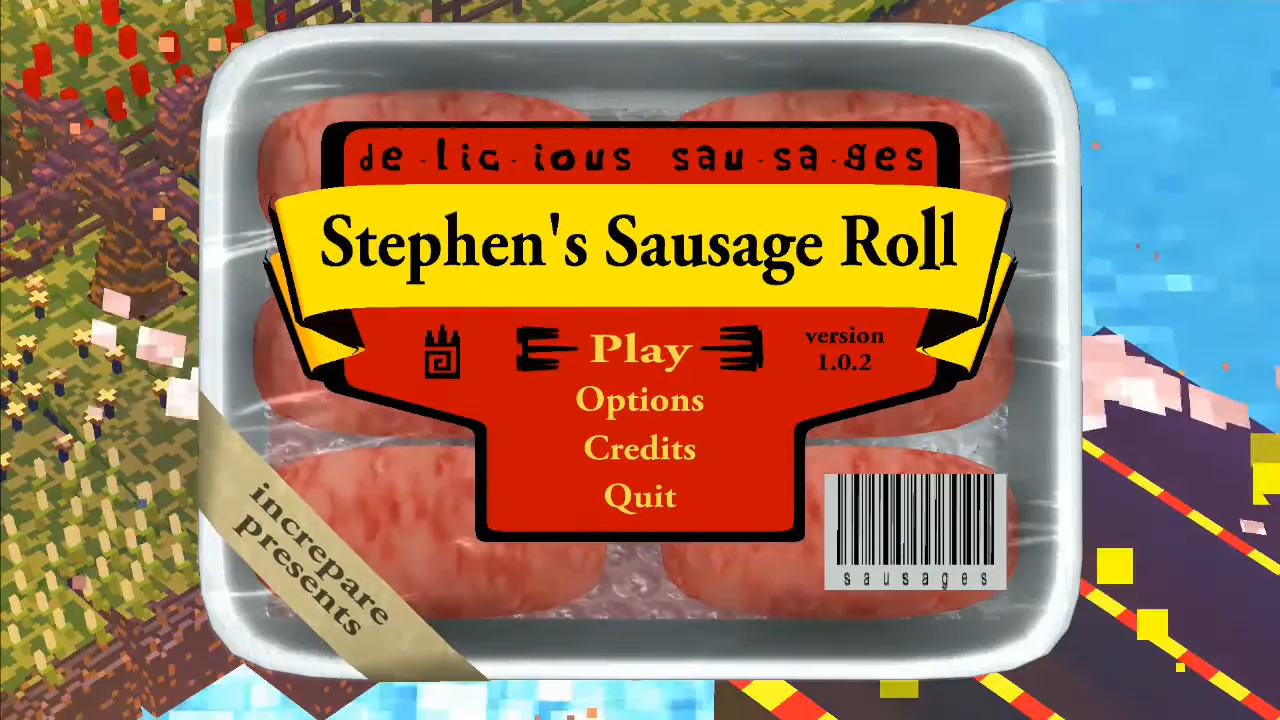 de·lic·ious sau·sa·ges
Stephen's Sausage Roll
Play
version
1.0.2
Options
Credits
Quit
increpare
presents
sausages